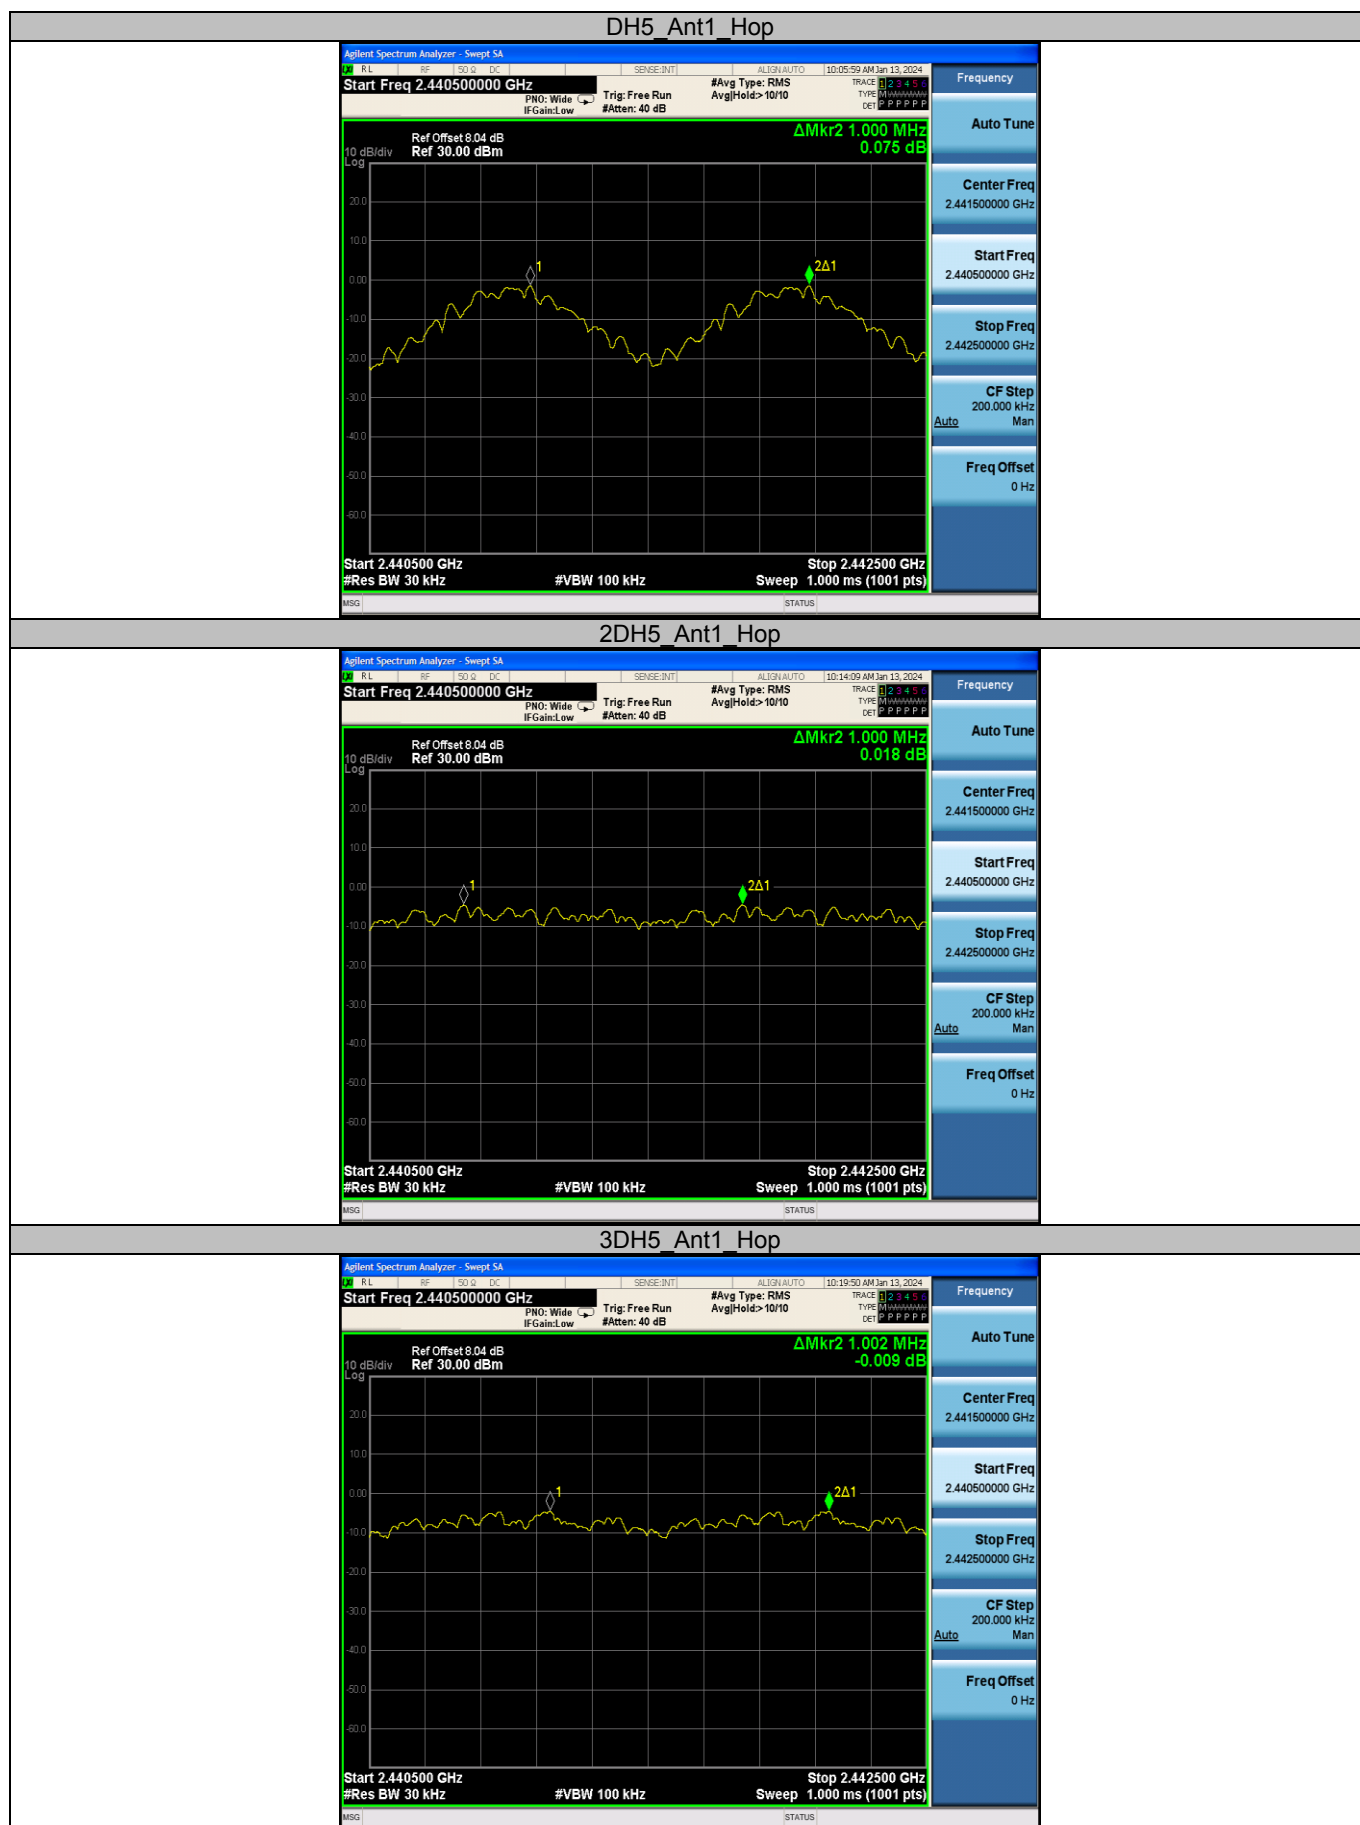 DH5_Ant1_Hop
Agilent Spectrum Analyzer - Swept SA
RL RF 50 Ω DC SENSE:INT ALIGN AUTO 10:05:59 AM Jan 13, 2024
Start Freq 2.440500000 GHz
PNO: Wide
IFGain:Low
Trig: Free Run
#Atten: 40 dB
#Avg Type: RMS
Avg|Hold:>10/10
TRACE 1 2 3 4 5 6
TYPE M
DET P P P P P P
Frequency
ΔMkr2 1.000 MHz
0.075 dB
Ref Offset 8.04 dB
10 dB/div Ref 30.00 dBm
Log
20.0
10.0
0.00
-10.0
-20.0
-30.0
-40.0
-50.0
-60.0
1
2Δ1
Start 2.440500 GHz Stop 2.442500 GHz
#Res BW 30 kHz #VBW 100 kHz Sweep 1.000 ms (1001 pts)
MSG STATUS
Auto Tune
Center Freq
2.441500000 GHz
Start Freq
2.440500000 GHz
Stop Freq
2.442500000 GHz
CF Step
200.000 kHz
Auto Man
Freq Offset
0 Hz
2DH5_Ant1_Hop
Agilent Spectrum Analyzer - Swept SA
RL RF 50 Ω DC SENSE:INT ALIGN AUTO 10:14:09 AM Jan 13, 2024
Start Freq 2.440500000 GHz
PNO: Wide
IFGain:Low
Trig: Free Run
#Atten: 40 dB
#Avg Type: RMS
Avg|Hold:>10/10
TRACE 1 2 3 4 5 6
TYPE M
DET P P P P P P
Frequency
ΔMkr2 1.000 MHz
0.018 dB
Ref Offset 8.04 dB
10 dB/div Ref 30.00 dBm
Log
20.0
10.0
0.00
-10.0
-20.0
-30.0
-40.0
-50.0
-60.0
1
2Δ1
Start 2.440500 GHz Stop 2.442500 GHz
#Res BW 30 kHz #VBW 100 kHz Sweep 1.000 ms (1001 pts)
MSG STATUS
Auto Tune
Center Freq
2.441500000 GHz
Start Freq
2.440500000 GHz
Stop Freq
2.442500000 GHz
CF Step
200.000 kHz
Auto Man
Freq Offset
0 Hz
3DH5_Ant1_Hop
Agilent Spectrum Analyzer - Swept SA
RL RF 50 Ω DC SENSE:INT ALIGN AUTO 10:19:50 AM Jan 13, 2024
Start Freq 2.440500000 GHz
PNO: Wide
IFGain:Low
Trig: Free Run
#Atten: 40 dB
#Avg Type: RMS
Avg|Hold:>10/10
TRACE 1 2 3 4 5 6
TYPE M
DET P P P P P P
Frequency
ΔMkr2 1.002 MHz
-0.009 dB
Ref Offset 8.04 dB
10 dB/div Ref 30.00 dBm
Log
20.0
10.0
0.00
-10.0
-20.0
-30.0
-40.0
-50.0
-60.0
1
2Δ1
Start 2.440500 GHz Stop 2.442500 GHz
#Res BW 30 kHz #VBW 100 kHz Sweep 1.000 ms (1001 pts)
MSG STATUS
Auto Tune
Center Freq
2.441500000 GHz
Start Freq
2.440500000 GHz
Stop Freq
2.442500000 GHz
CF Step
200.000 kHz
Auto Man
Freq Offset
0 Hz